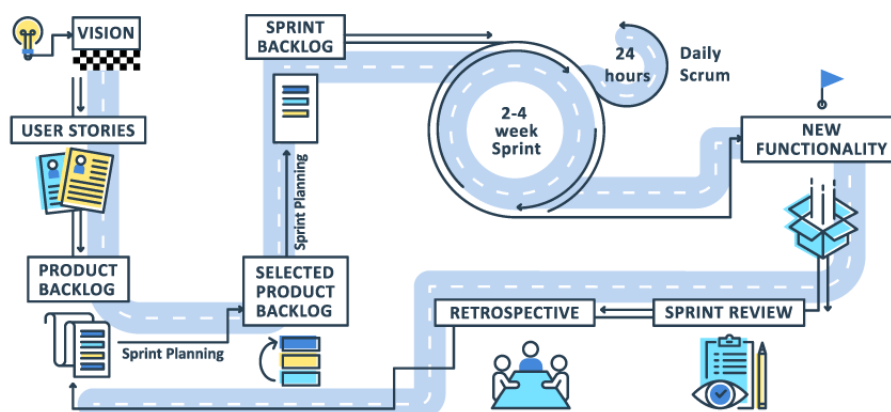 VISION
USER STORIES
PRODUCT
BACKLOG
Sprint Planning
SELECTED
PRODUCT
BACKLOG
Sprint Planning
SPRINT
BACKLOG
2-4
week
Sprint
24
hours
Daily
Scrum
NEW
FUNCTIONALITY
SPRINT REVIEW
RETROSPECTIVE